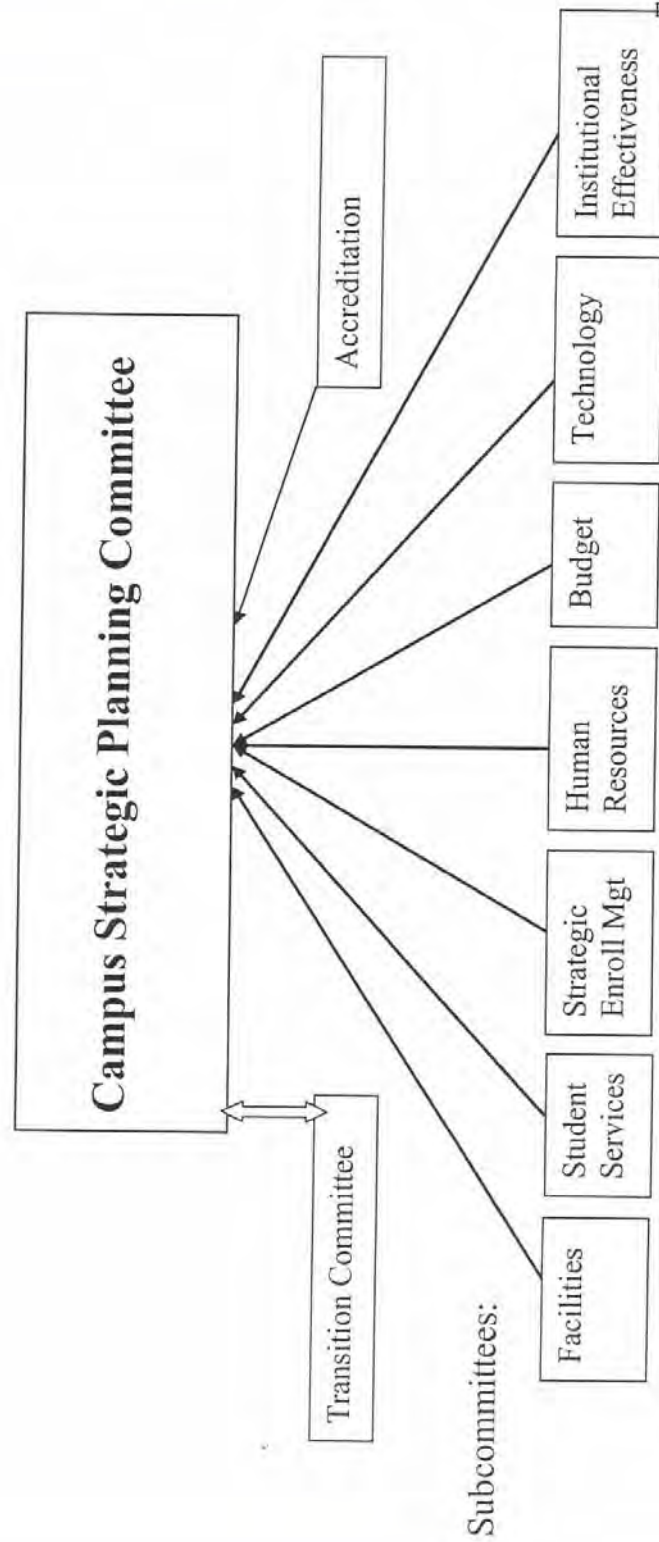 Campus Strategic Planning Committee
Transition Committee
Accreditation
Subcommittees:
Facilities
Student
Services
Strategic
Enroll Mgt
Human
Resources
Budget
Technology
Institutional
Effectiveness